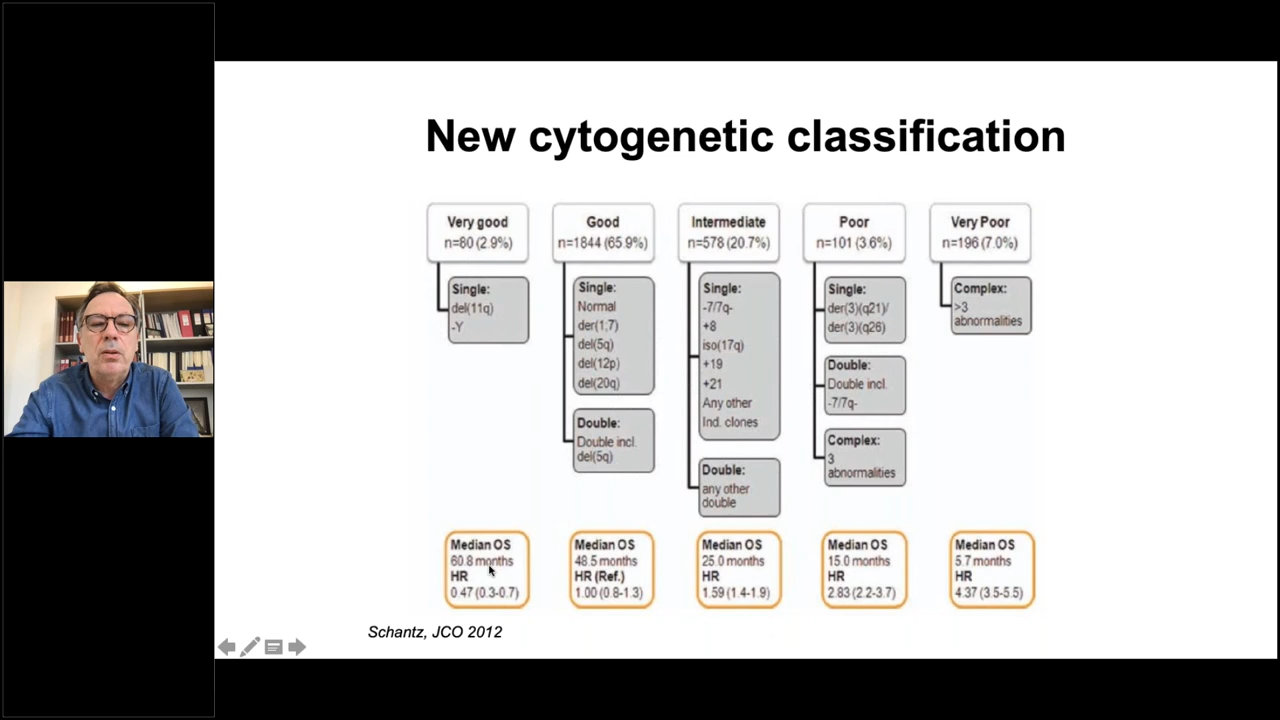 New cytogenetic classification
Very good
n=80 (2.9%)
Single:
del(11q)
-Y
Median OS
60.8 months
HR
0.47 (0.3-0.7)
Good
n=1844 (65.9%)
Single:
Normal
der(1;7)
del(5q)
del(12p)
del(20q)
Double:
Double incl.
del(5q)
Median OS
48.5 months
HR (Ref.)
1.00 (0.8-1.3)
Intermediate
n=578 (20.7%)
Single:
-7/7q-
+8
iso(17q)
+19
+21
Any other
Ind. clones
Double:
any other
double
Median OS
25.0 months
HR
1.59 (1.4-1.9)
Poor
n=101 (3.6%)
Single:
der(3)(q21)/
der(3)(q26)
Double:
Double incl.
-7/7q-
Complex:
3
abnormalities
Median OS
15.0 months
HR
2.83 (2.2-3.7)
Very Poor
n=196 (7.0%)
Complex:
>3
abnormalities
Median OS
5.7 months
HR
4.37 (3.5-5.5)
Schantz, JCO 2012